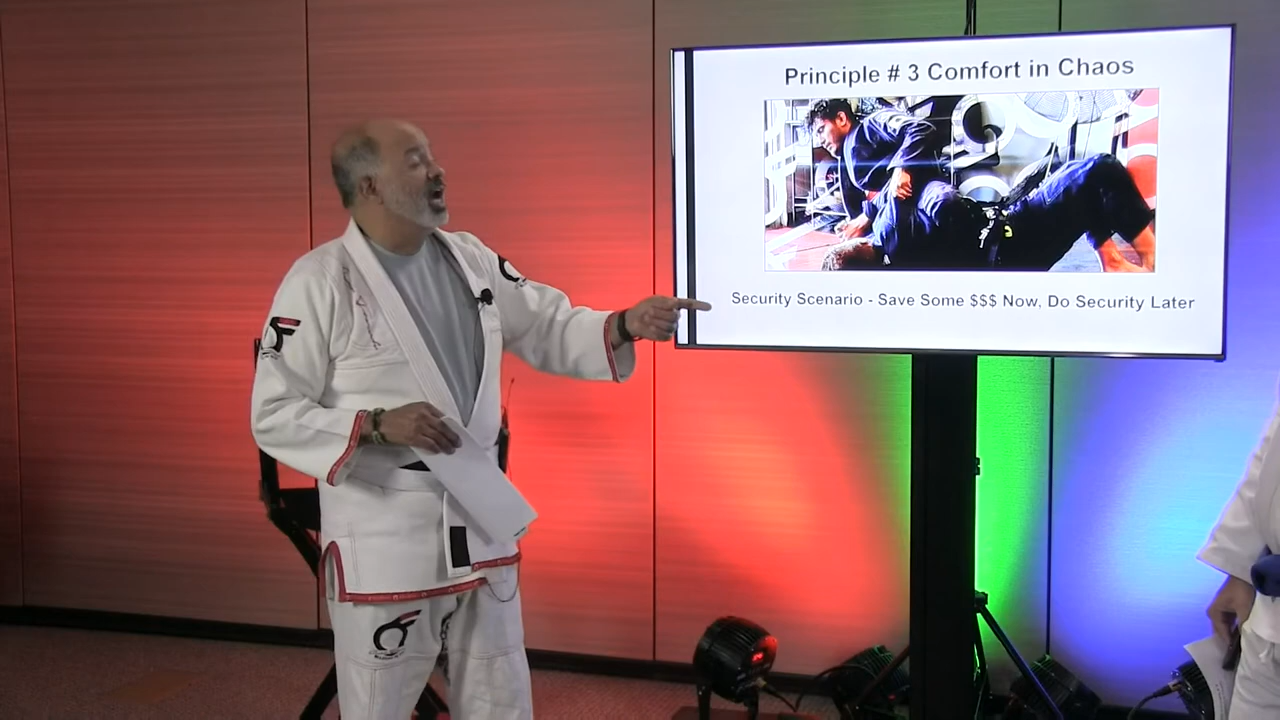 Principle # 3 Comfort in Chaos
Security Scenario - Save Some $$$ Now, Do Security Later